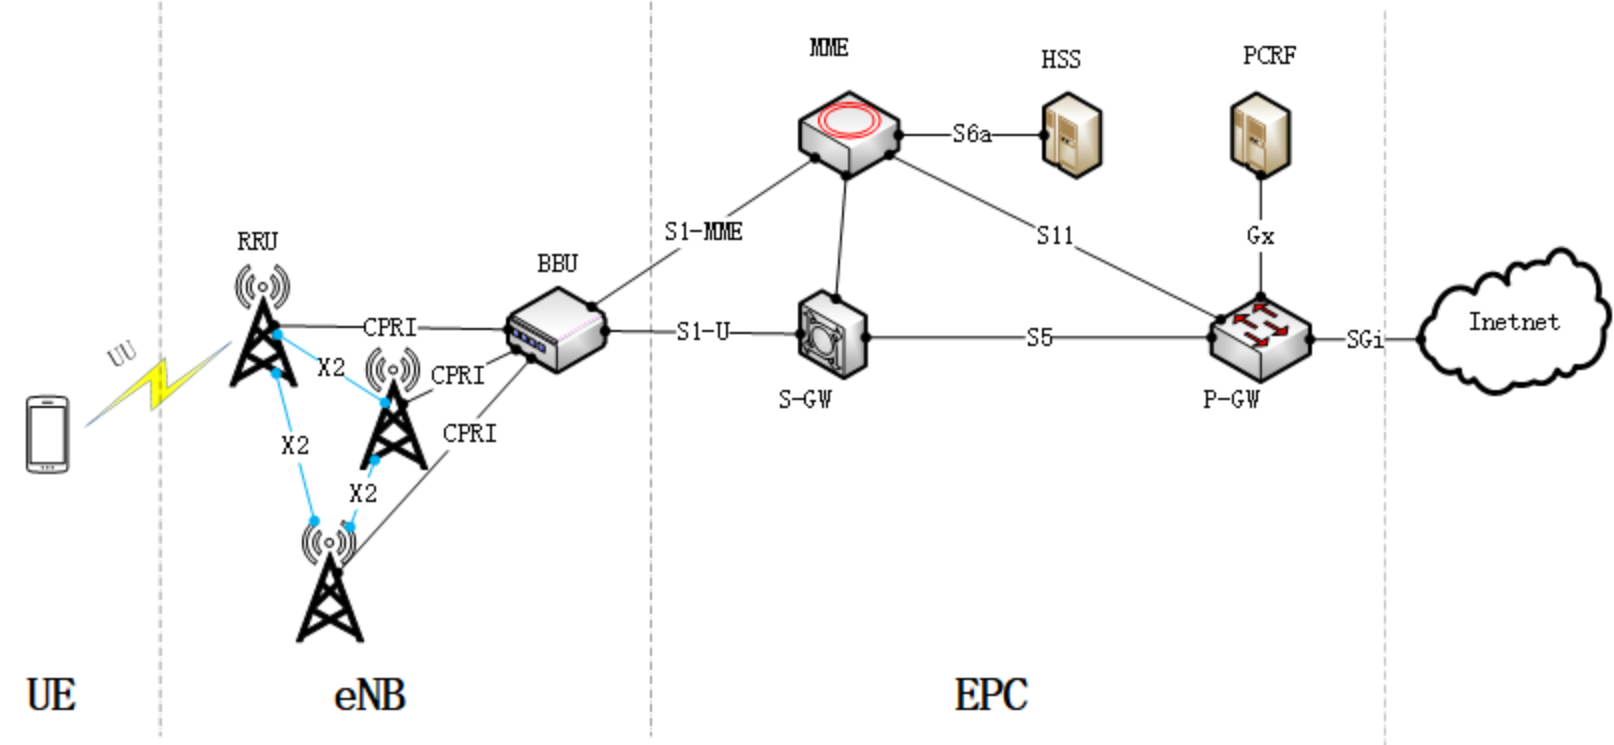 MME
HSS
PCRF
S6a
S1-MME
S11
Gx
RRU
BBU
UU
CPRI
S1-U
S5
SGi
Inetnet
X2
CPRI
S-GW
P-GW
CPRI
X2
X2
UE
eNB
EPC